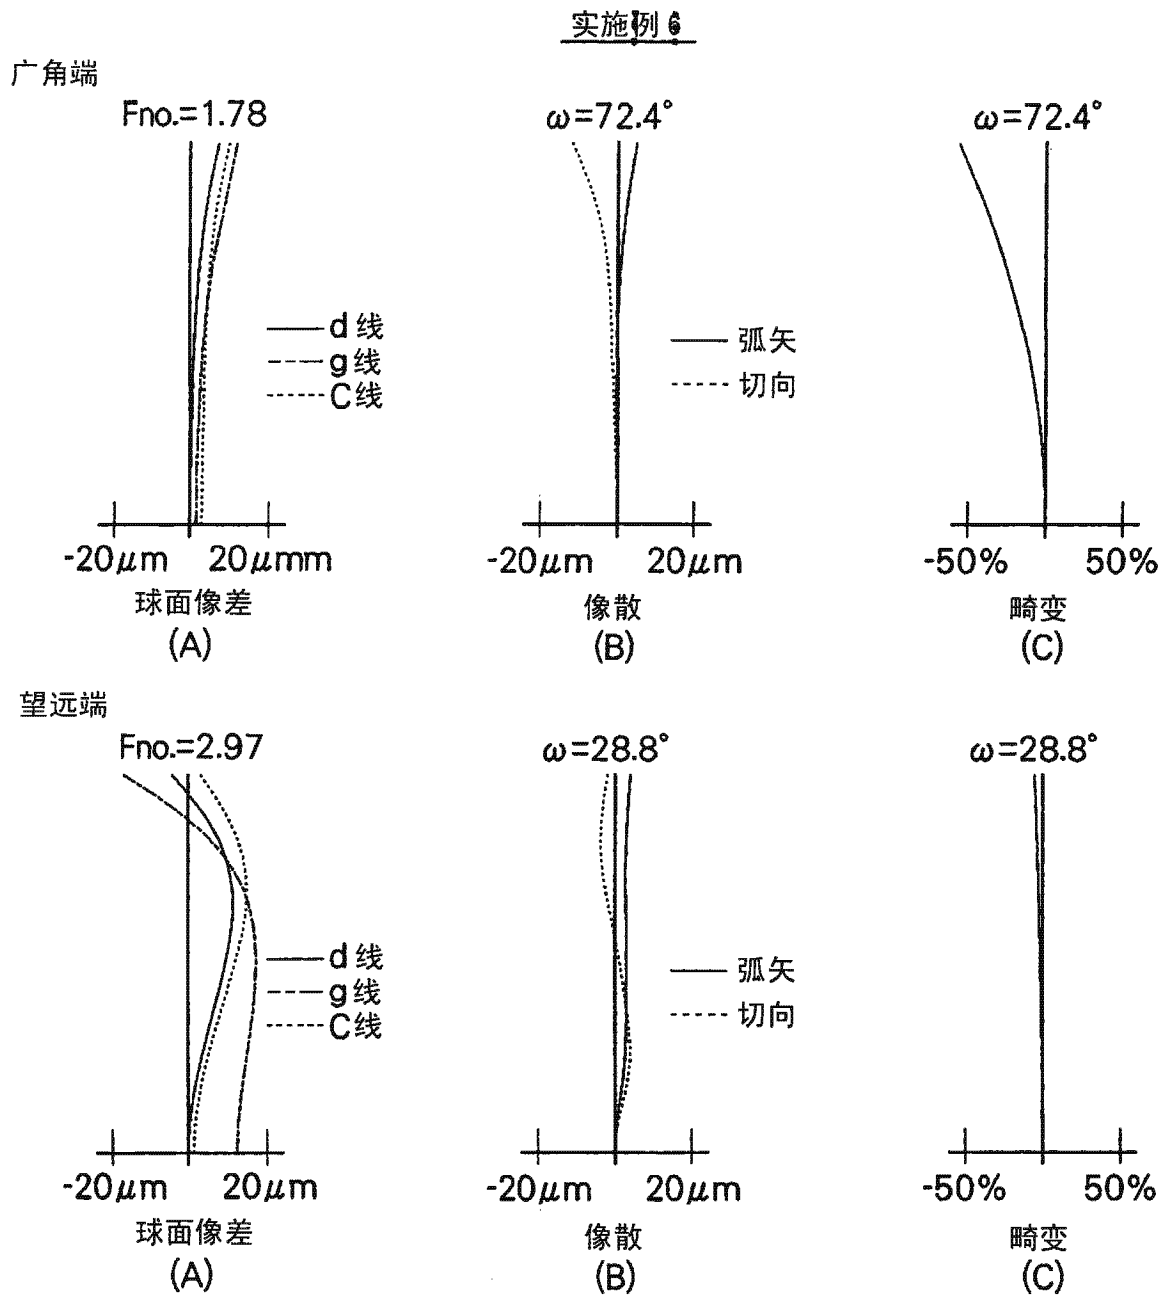 实施例 6
广角端
Fno.=1.78
ω=72.4°
ω=72.4°
d线
g线
C线
弧矢
切向
-20μm 20μmm
-20μm 20μm
-50% 50%
球面像差
像散
畸变
(A)
(B)
(C)
望远端
Fno.=2.97
ω=28.8°
ω=28.8°
d线
g线
C线
弧矢
切向
-20μm 20μm
-20μm 20μm
-50% 50%
球面像差
像散
畸变
(A)
(B)
(C)